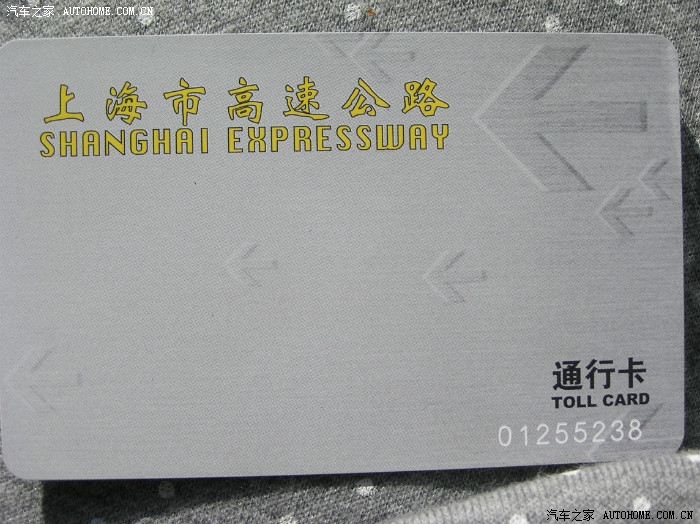 汽车之家 . AUTOHOME.COM.CN
上海市高速公路
SHANGHAI EXPRESSWAY
通行卡
TOLL CARD
01255238
汽车之家 . AUTOHOME.COM.CN